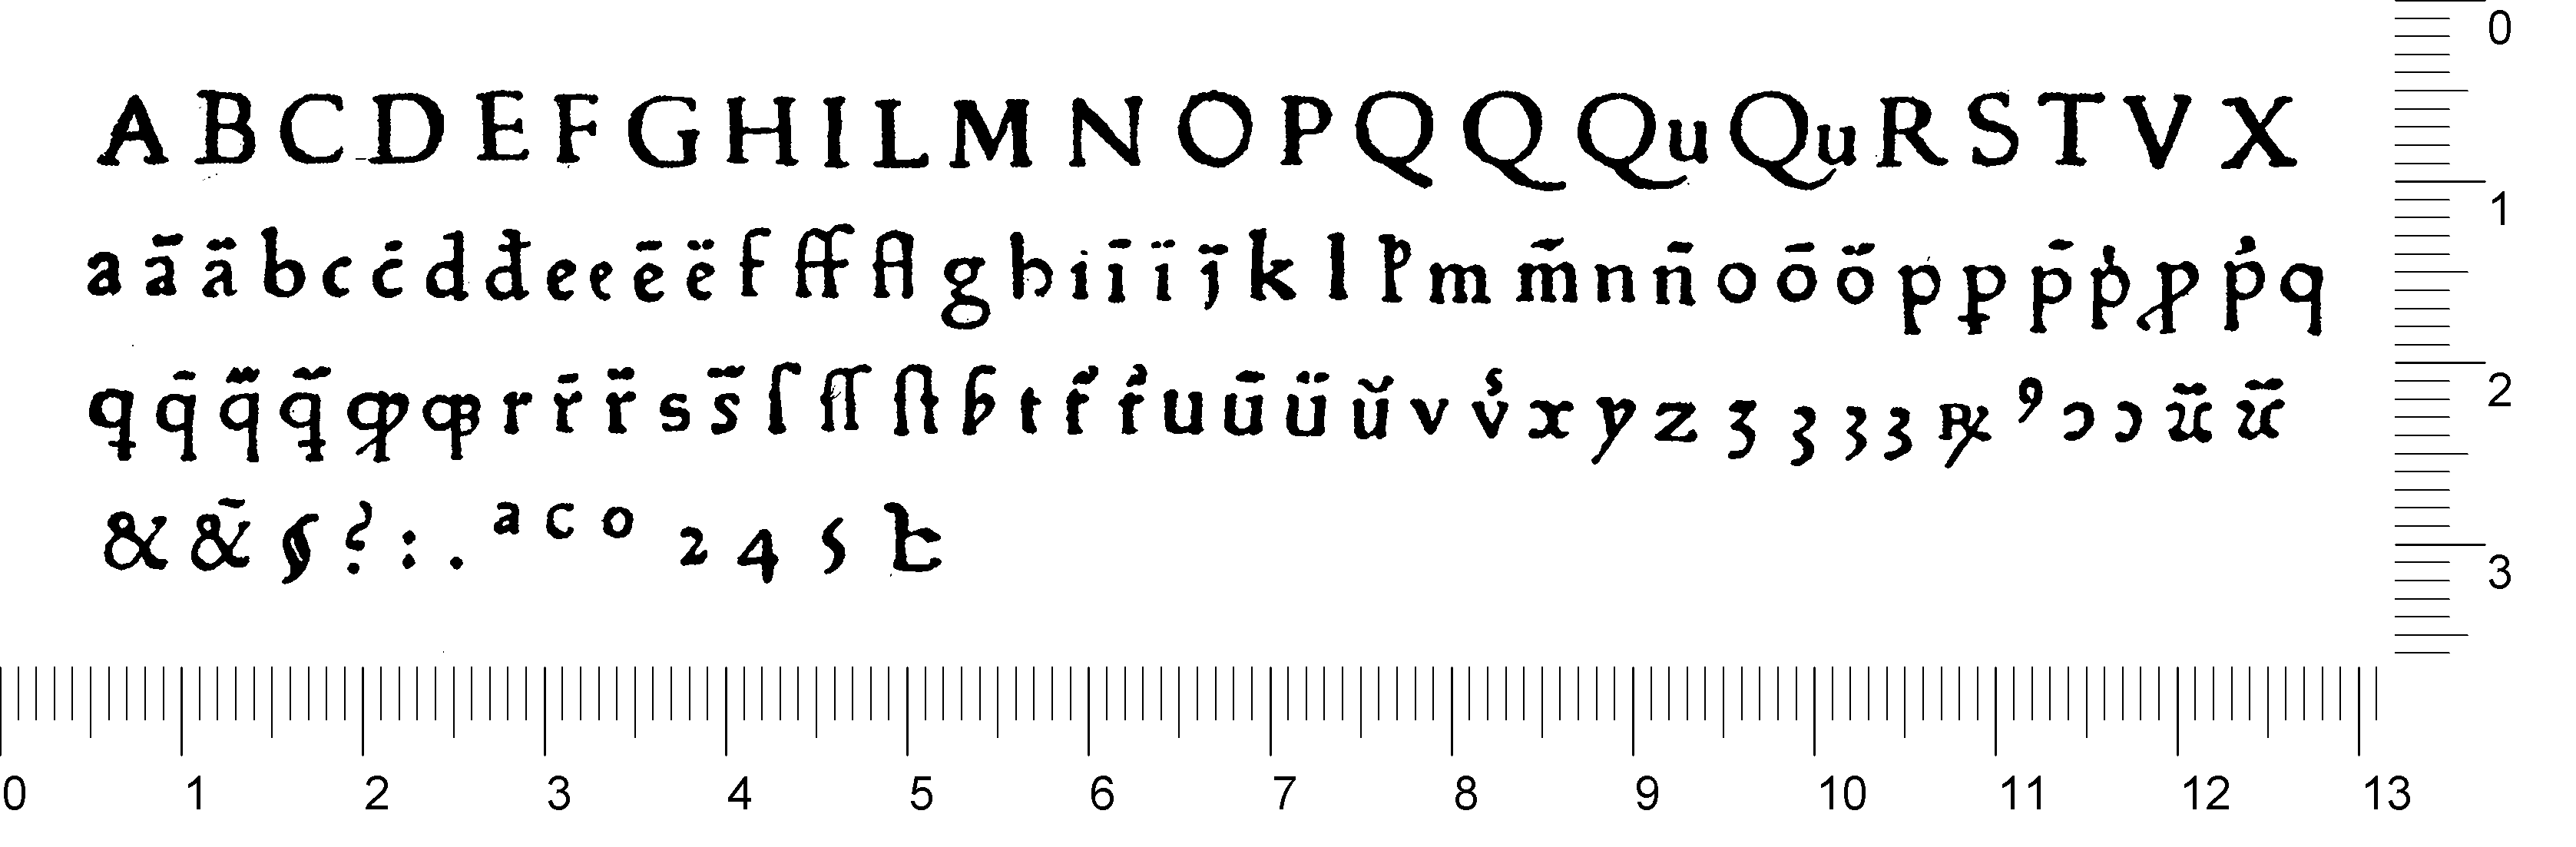 A B C D E F G H I L M N O P Q Q Qu Qu R S T V X
a ā ä b c c̄ d đ e e ē ë f ff fl g h i ī ï ȷ̈ k l ꝑ m m̄ n n̄ o ō ö p ꝑ p̄ ṗ ꝓ p̓ q
q q̄ q̃ q̃ ꝙ ꝙ r r̄ r̃ s s̄ ſ ſſ ſt ẞ t t̄ t̓ u ū ü ŭ v v̓ x y z ʒ ʒ ʒ ʒ ꝶ ꝰ ɔ ɔ ũ ũ
& &̄ ? : . a c o 2 4 5
0
1
2
3
0 1 2 3 4 5 6 7 8 9 10 11 12 13